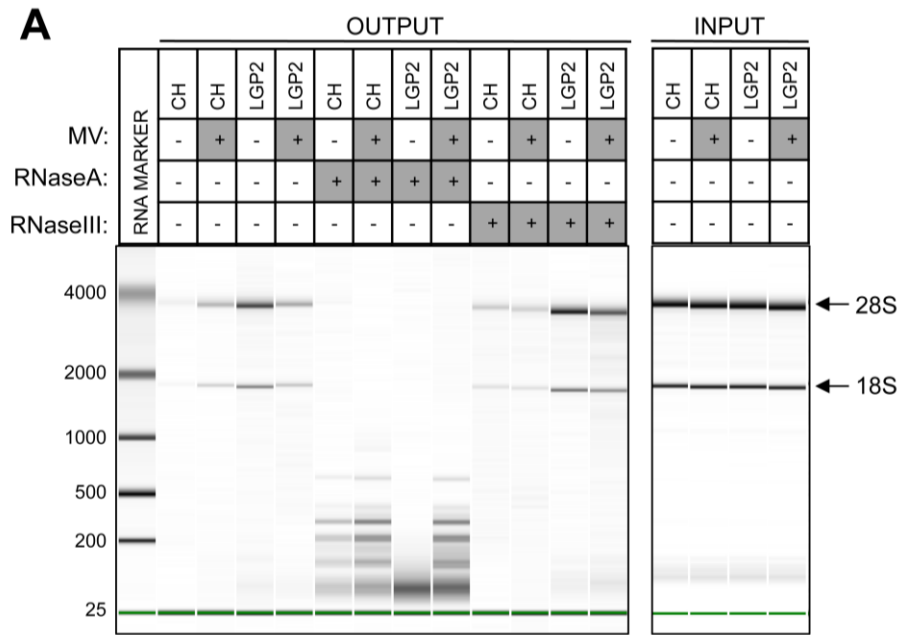 A
OUTPUT INPUT
RNA MARKER CH CH LGP2 LGP2 CH CH LGP2 LGP2 CH CH LGP2 LGP2 CH CH LGP2 LGP2
MV: - + - + - + - + - + - + - + - +
RNaseA: - - - - + + + + - - - - - - - -
RNaseIII: - - - - - - - - + + + + - - - -
4000 28S
2000 18S
1000
500
200
25